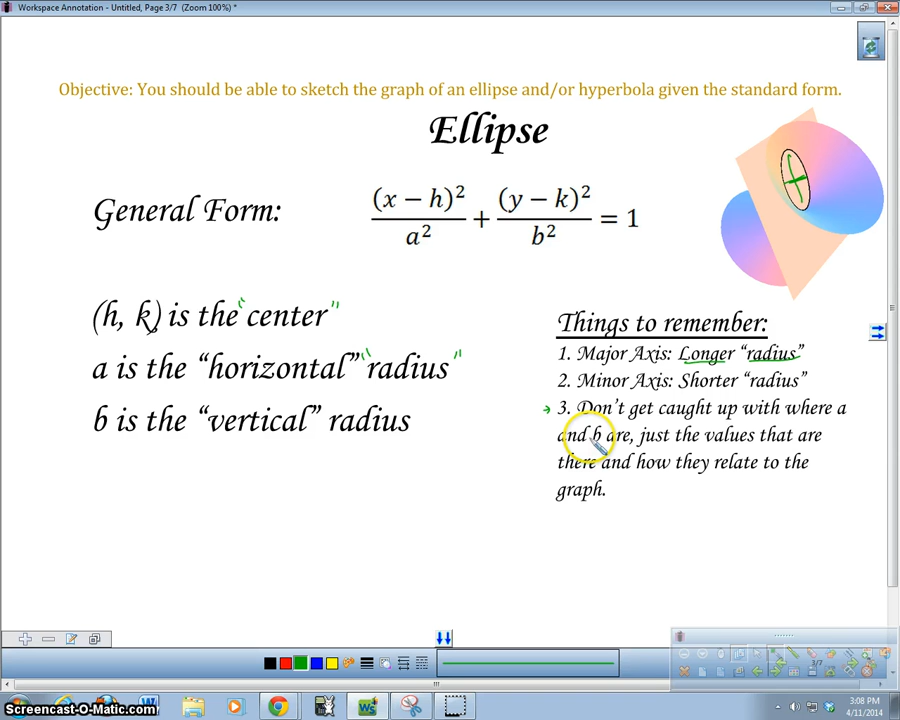 Workspace Annotation - Untitled, Page 3/7 (Zoom 100%) *
Objective: You should be able to sketch the graph of an ellipse and/or hyperbola given the standard form.
Ellipse
General Form:
(x − h)² / a² + (y − k)² / b² = 1
(h, k) is the "center"
a is the "horizontal" "radius"
b is the "vertical" radius
Things to remember:
1. Major Axis: Longer "radius"
2. Minor Axis: Shorter "radius"
3. Don't get caught up with where a
and b are, just the values that are
there and how they relate to the
graph.
3/7
Screencast-O-Matic.com
3:08 PM
4/11/2014